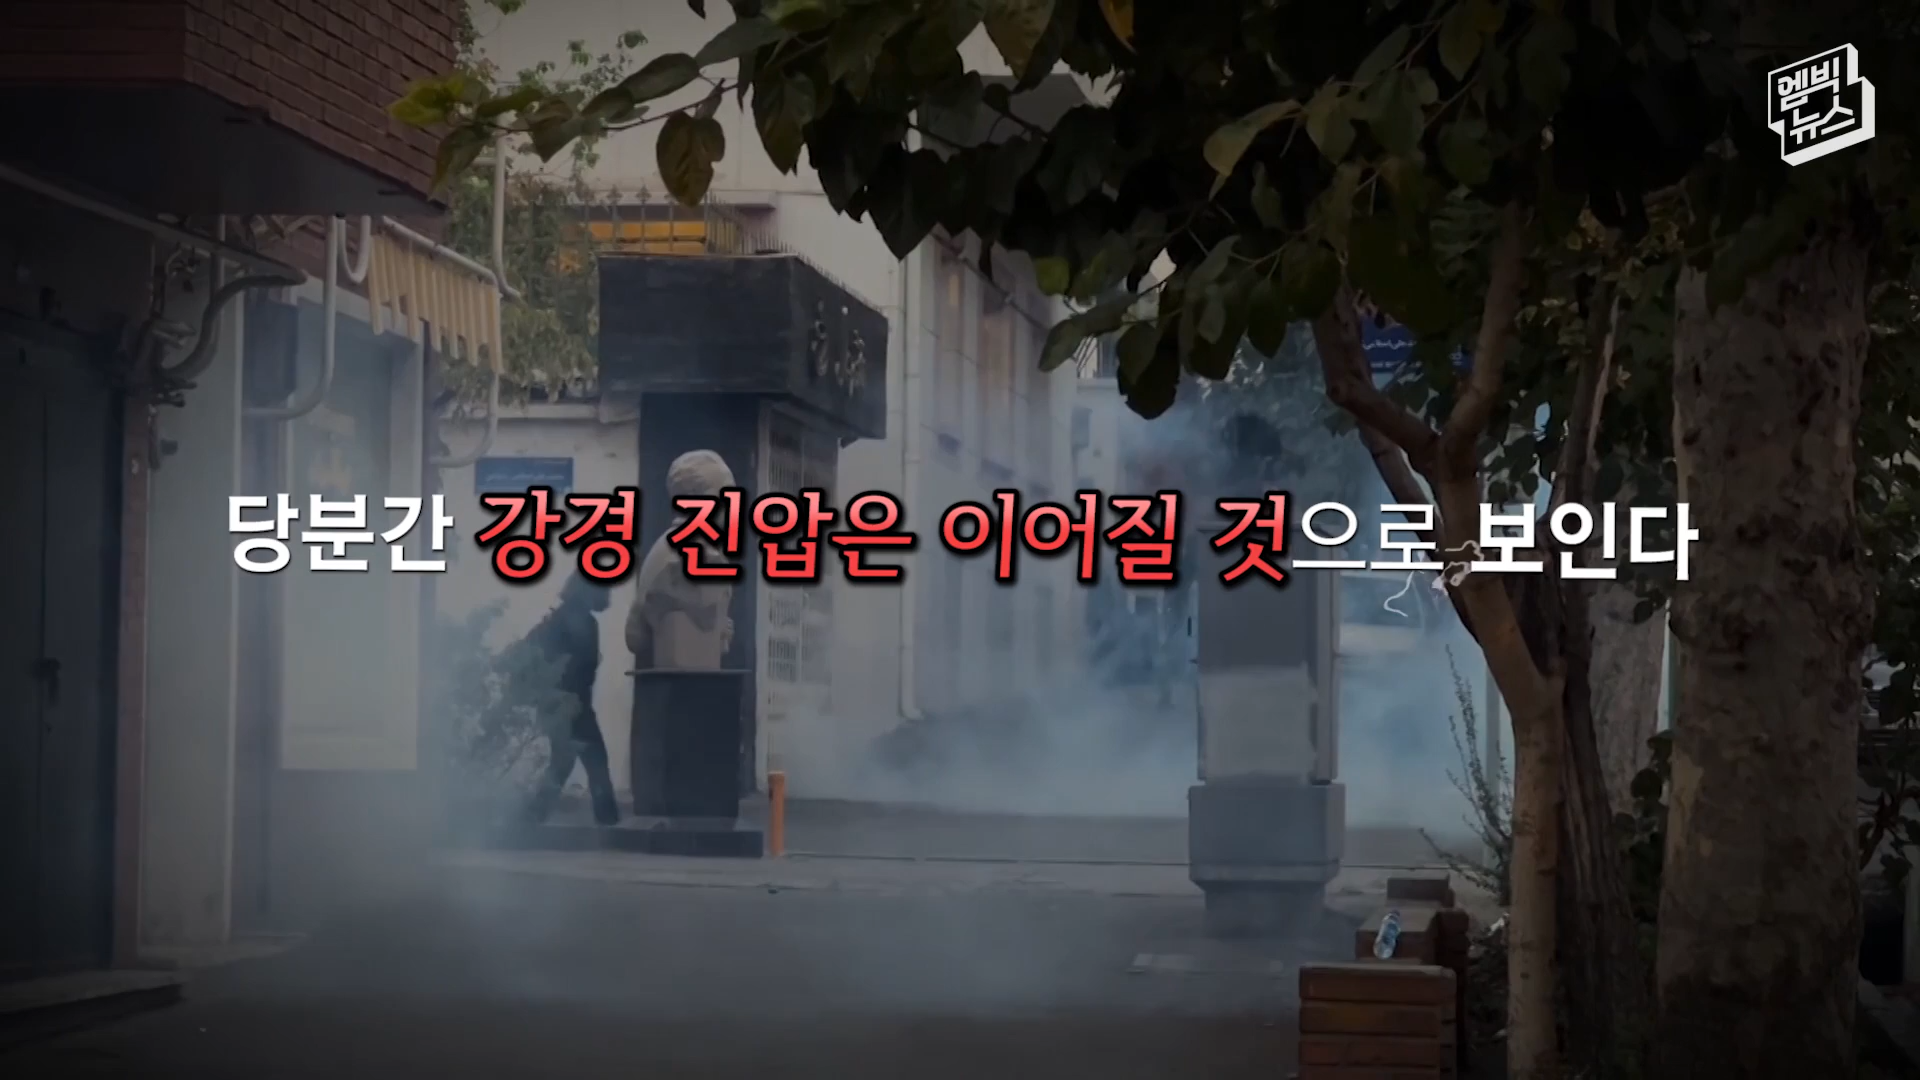 엠빅
뉴스
당분간 강경 진압은 이어질 것으로 보인다